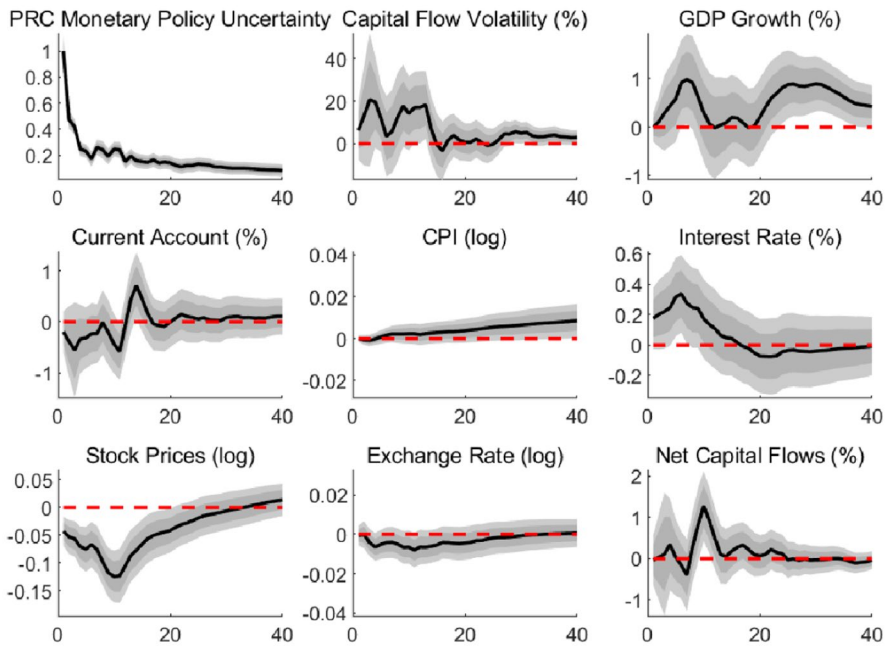 PRC Monetary Policy Uncertainty
1
0.8
0.6
0.4
0.2
0 20 40
Capital Flow Volatility (%)
40
20
0
0 20 40
GDP Growth (%)
1
0
-1
0 20 40
Current Account (%)
1
0
-1
0 20 40
CPI (log)
0.04
0.02
0
-0.02
0 20 40
Interest Rate (%)
0.6
0.4
0.2
0
-0.2
0 20 40
Stock Prices (log)
0.05
0
-0.05
-0.1
-0.15
0 20 40
Exchange Rate (log)
0.02
0
-0.02
-0.04
0 20 40
Net Capital Flows (%)
2
1
0
-1
0 20 40